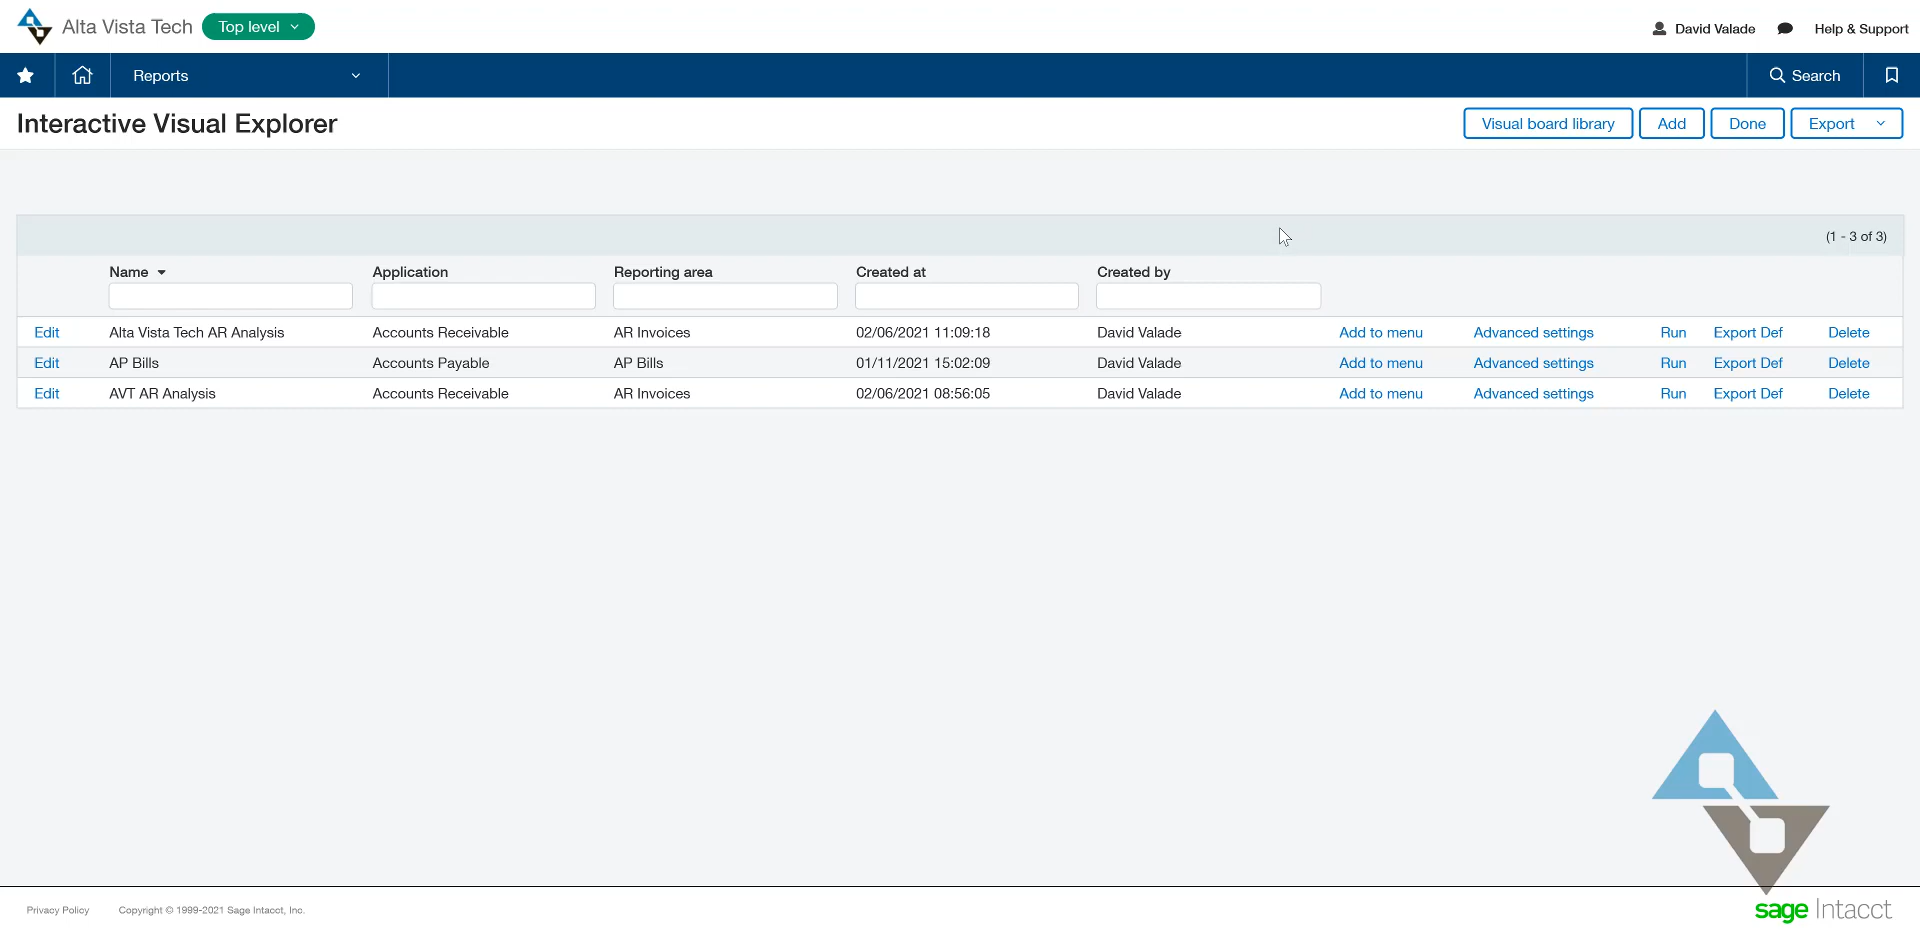 Alta Vista Tech Top level David Valade Help & Support
Reports Search
Interactive Visual Explorer Visual board library Add Done Export
(1 - 3 of 3)
Name Application Reporting area Created at Created by
Edit Alta Vista Tech AR Analysis Accounts Receivable AR Invoices 02/06/2021 11:09:18 David Valade Add to menu Advanced settings Run Export Def Delete
Edit AP Bills Accounts Payable AP Bills 01/11/2021 15:02:09 David Valade Add to menu Advanced settings Run Export Def Delete
Edit AVT AR Analysis Accounts Receivable AR Invoices 02/06/2021 08:56:05 David Valade Add to menu Advanced settings Run Export Def Delete
Privacy Policy Copyright © 1999-2021 Sage Intacct, Inc. sage Intacct